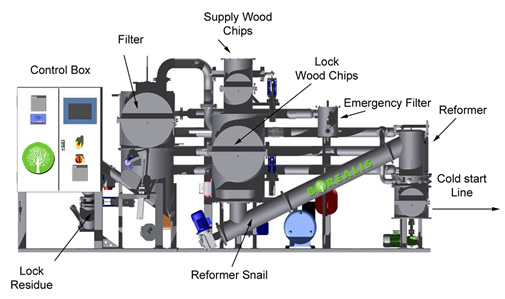 Supply Wood
Chips
Filter
Lock
Wood Chips
Control Box
Emergency Filter
Reformer
BOREALIS
Cold start
Line
Lock
Residue
Reformer Snail